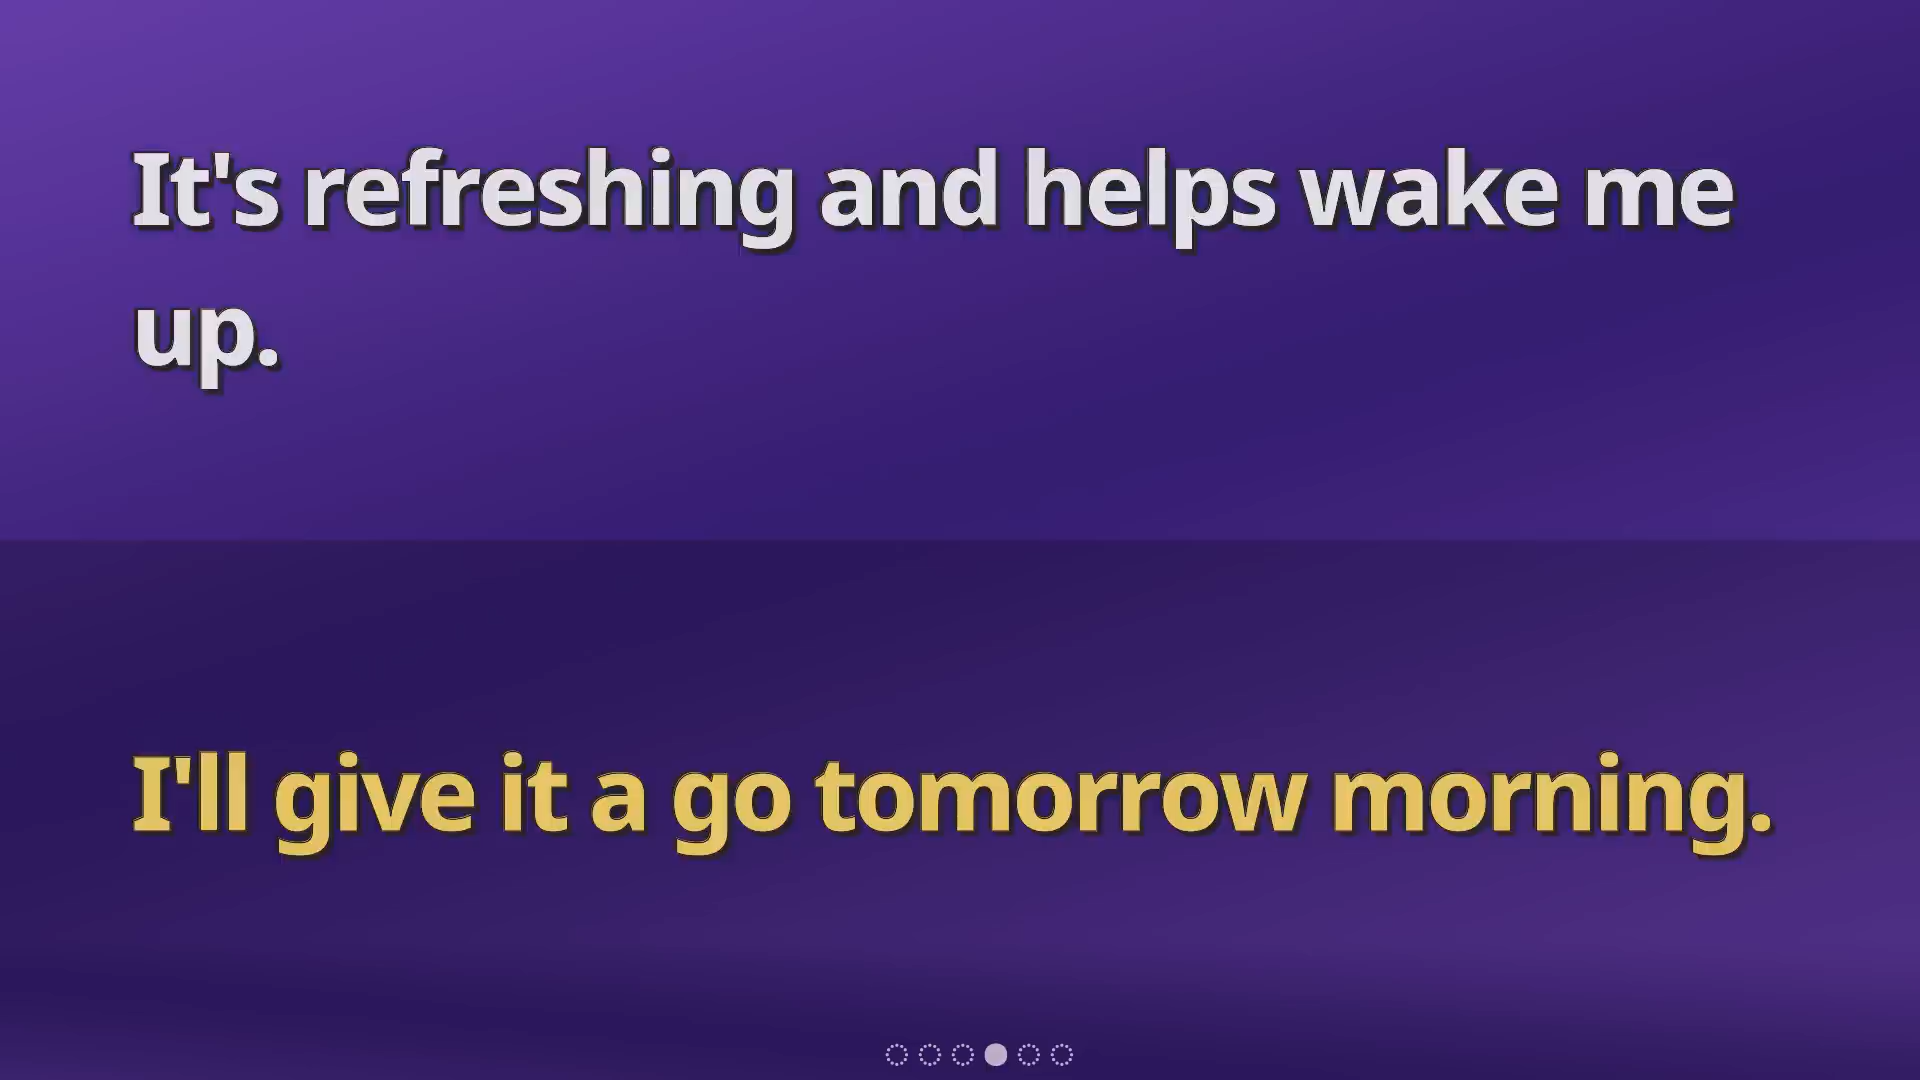 It's refreshing and helps wake me
up.
I'll give it a go tomorrow morning.